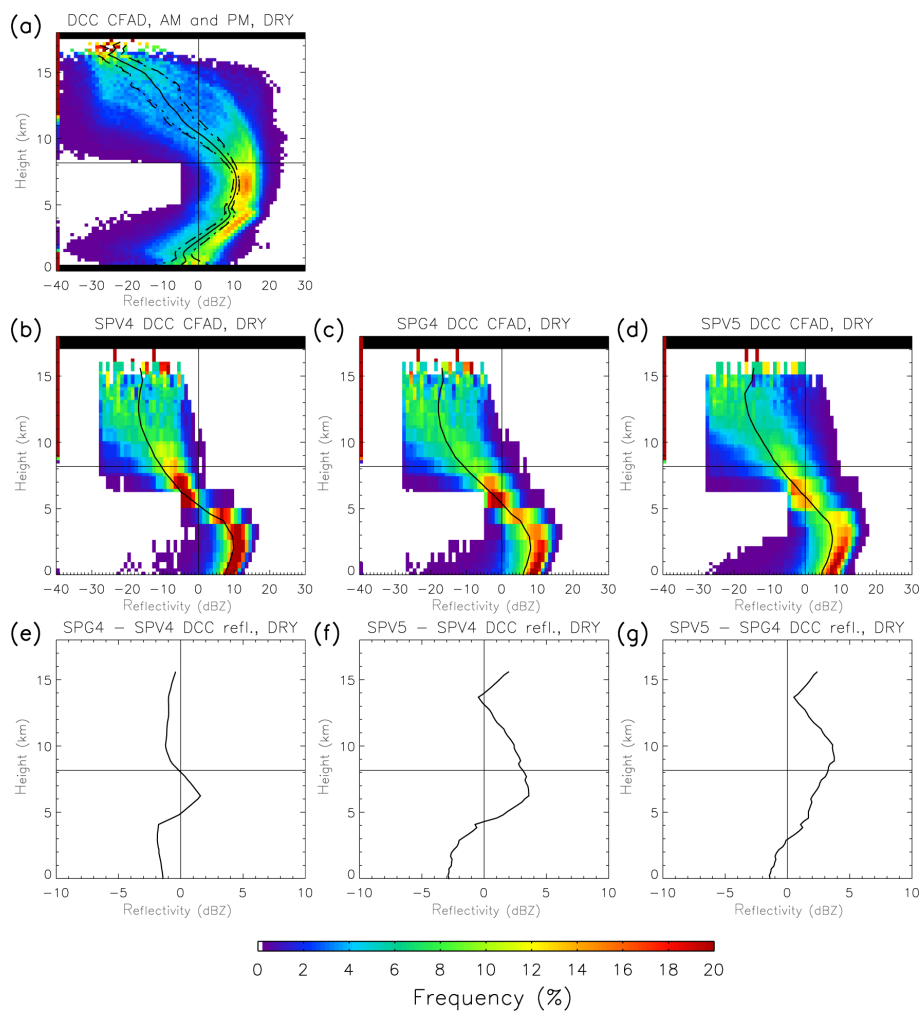 (a) DCC CFAD, AM and PM, DRY
15
10
5
0
Height (km)
-40 -30 -20 -10 0 10 20 30
Reflectivity (dBZ)
(b) SPV4 DCC CFAD, DRY
15
10
5
0
Height (km)
-40 -30 -20 -10 0 10 20 30
Reflectivity (dBZ)
(c) SPG4 DCC CFAD, DRY
15
10
5
0
Height (km)
-40 -30 -20 -10 0 10 20 30
Reflectivity (dBZ)
(d) SPV5 DCC CFAD, DRY
15
10
5
0
Height (km)
-40 -30 -20 -10 0 10 20 30
Reflectivity (dBZ)
(e) SPG4 - SPV4 DCC refl., DRY
15
10
5
0
Height (km)
-10 -5 0 5 10
Reflectivity (dBZ)
(f) SPV5 - SPV4 DCC refl., DRY
15
10
5
0
Height (km)
-10 -5 0 5 10
Reflectivity (dBZ)
(g) SPV5 - SPG4 DCC refl., DRY
15
10
5
0
Height (km)
-10 -5 0 5 10
Reflectivity (dBZ)
0 2 4 6 8 10 12 14 16 18 20
Frequency (%)